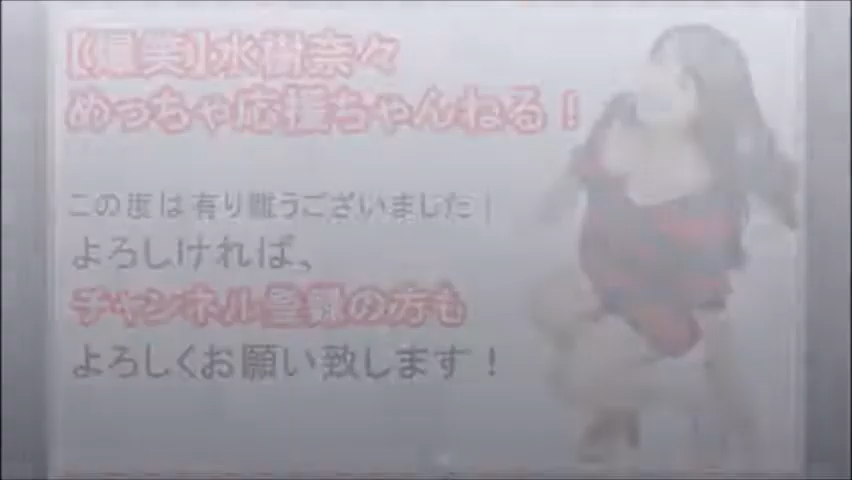 【爆笑】水樹奈々
めっちゃ応援ちゃんねる！
この度は有り難うございました！
よろしければ、
チャンネル登録の方も
よろしくお願い致します！